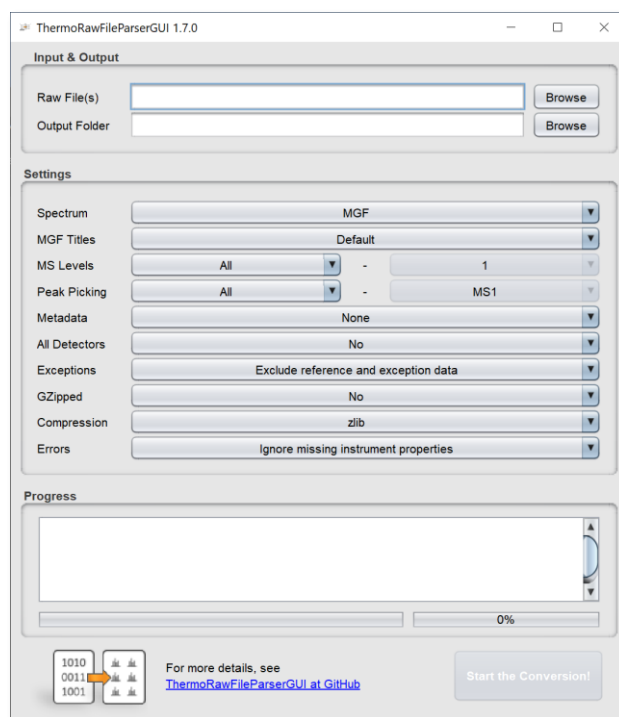 ThermoRawFileParserGUI 1.7.0
Input & Output
Raw File(s) Browse
Output Folder Browse
Settings
Spectrum MGF
MGF Titles Default
MS Levels All - 1
Peak Picking All - MS1
Metadata None
All Detectors No
Exceptions Exclude reference and exception data
GZipped No
Compression zlib
Errors Ignore missing instrument properties
Progress
0%
1010
0011
1001
For more details, see
ThermoRawFileParserGUI at GitHub
Start the Conversion!